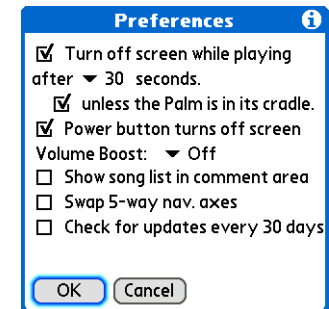 Preferences
Turn off screen while playing
after 30 seconds.
unless the Palm is in its cradle.
Power button turns off screen
Volume Boost: Off
Show song list in comment area
Swap 5-way nav. axes
Check for updates every 30 days
OK Cancel